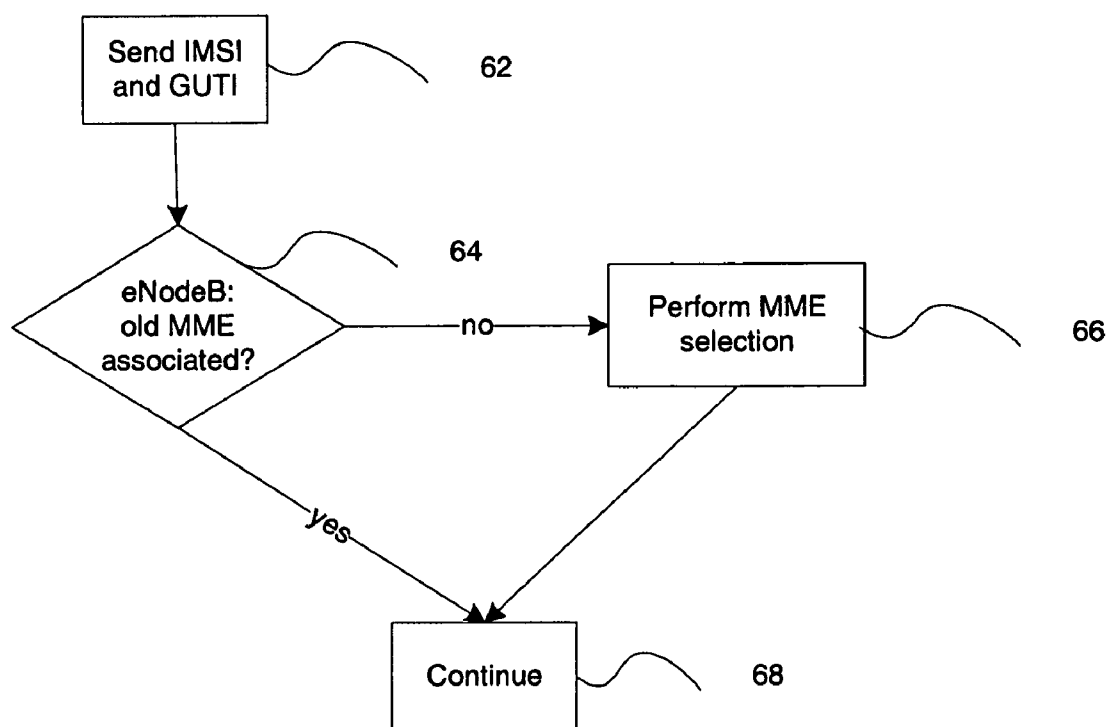 Send IMSI
and GUTI
62
64
eNodeB:
old MME
associated?
no
Perform MME
selection
66
yes
Continue
68